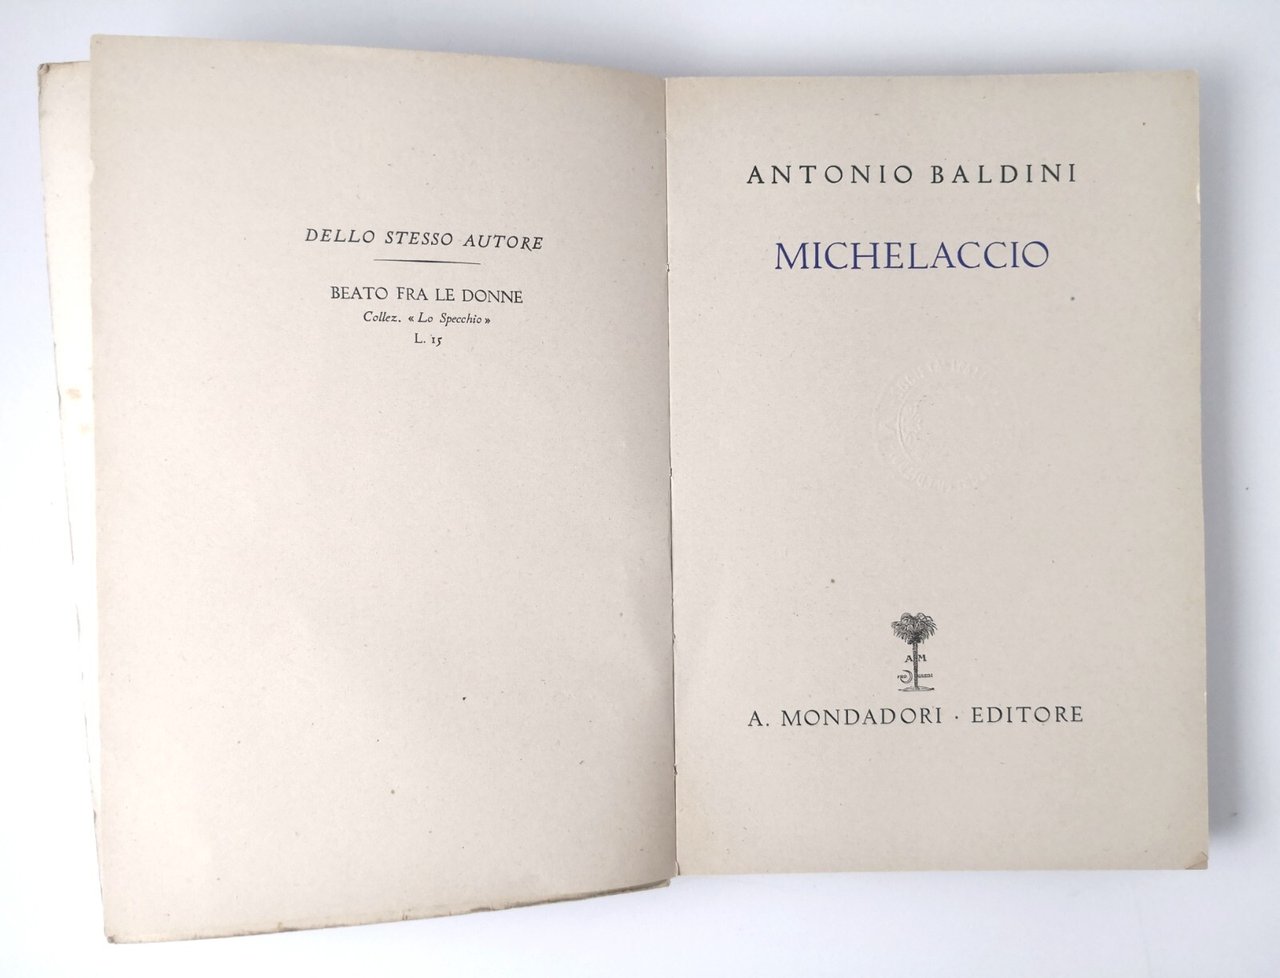 DELLO STESSO AUTORE
BEATO FRA LE DONNE
Collez. « Lo Specchio »
L. 15
ANTONIO BALDINI
MICHELACCIO
A M
A. MONDADORI · EDITORE